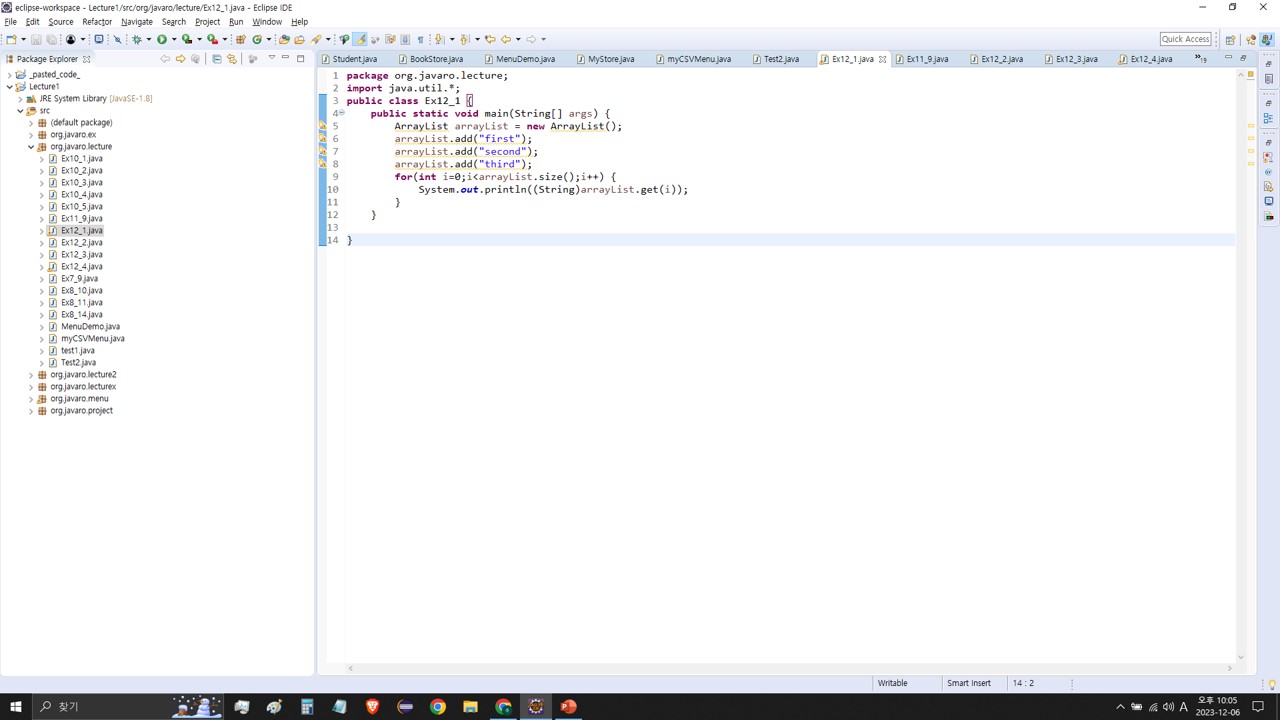 eclipse-workspace - Lecture1/src/org/javaro/lecture/Ex12_1.java - Eclipse IDE
File Edit Source Refactor Navigate Search Project Run Window Help
Quick Access
Package Explorer
Student.java BookStore.java MenuDemo.java MyStore.java myCSVMenu.java Test2.java Ex12_1.java Ex11_9.java Ex12_2.java Ex12_3.java Ex12_4.java »19
_pasted_code_
Lecture1
JRE System Library [JavaSE-1.8]
src
(default package)
org.javaro.ex
org.javaro.lecture
Ex10_1.java
Ex10_2.java
Ex10_3.java
Ex10_4.java
Ex10_5.java
Ex11_9.java
Ex12_1.java
Ex12_2.java
Ex12_3.java
Ex12_4.java
Ex7_9.java
Ex8_10.java
Ex8_11.java
Ex8_14.java
MenuDemo.java
myCSVMenu.java
test1.java
Test2.java
org.javaro.lecture2
org.javaro.lecturex
org.javaro.menu
org.javaro.project
1 package org.javaro.lecture;
2 import java.util.*;
3 public class Ex12_1 {
4     public static void main(String[] args) {
5         ArrayList arrayList = new ArrayList();
6         arrayList.add("first");
7         arrayList.add("second");
8         arrayList.add("third");
9         for(int i=0;i<arrayList.size();i++) {
10             System.out.println((String)arrayList.get(i));
11         }
12     }
13
14 }
Writable Smart Insert 14 : 2
찾기
A
오후 10:05
2023-12-06